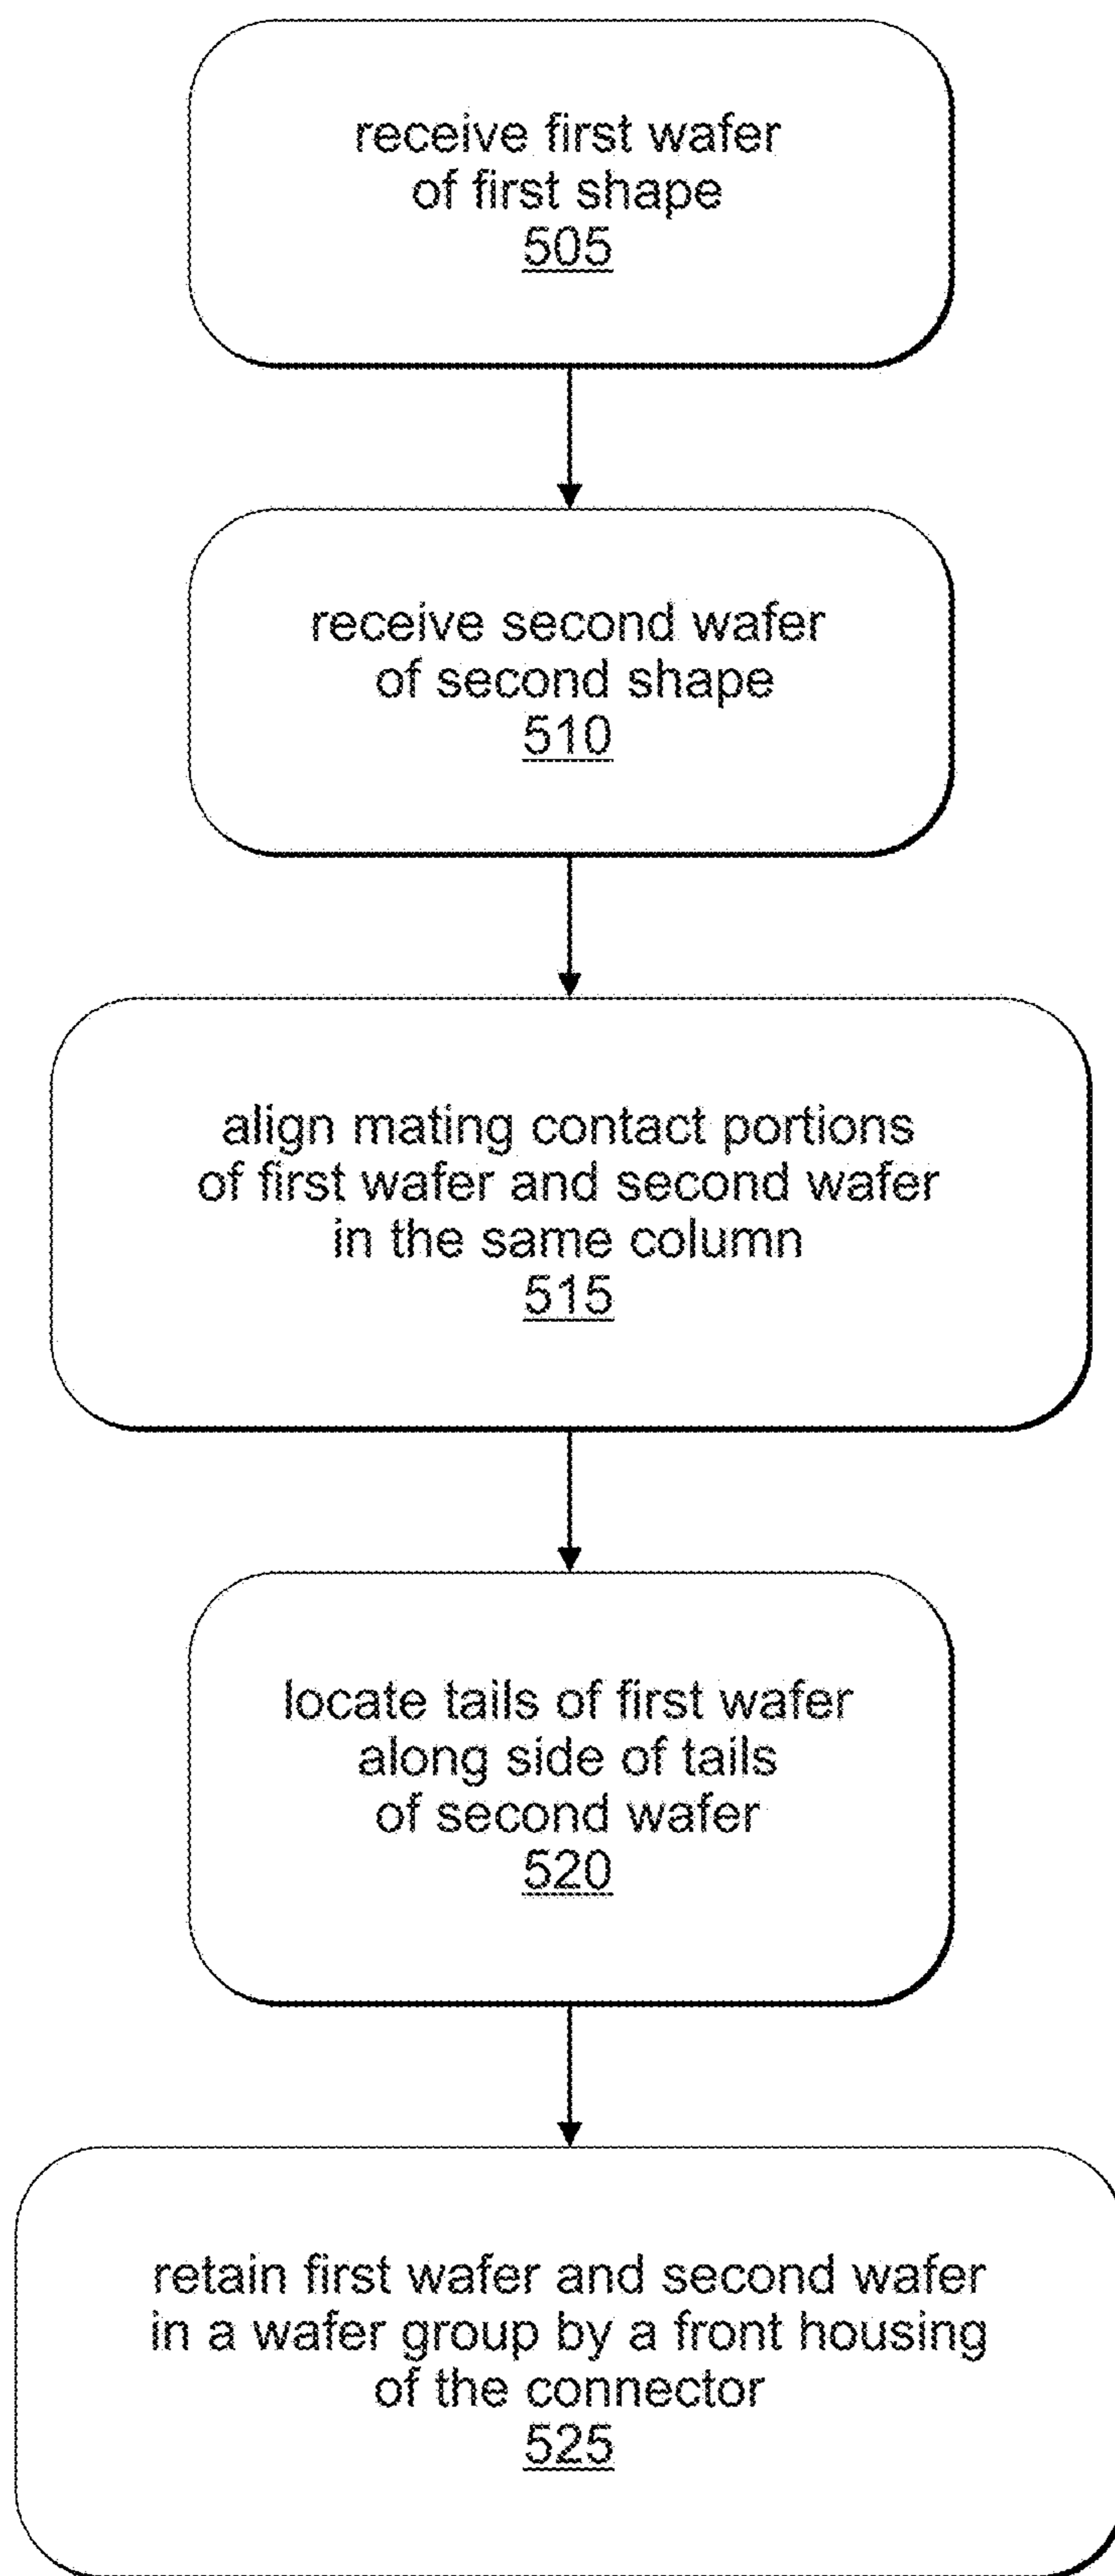 receive first wafer
of first shape
505
receive second wafer
of second shape
510
align mating contact portions
of first wafer and second wafer
in the same column
515
locate tails of first wafer
along side of tails
of second wafer
520
retain first wafer and second wafer
in a wafer group by a front housing
of the connector
525